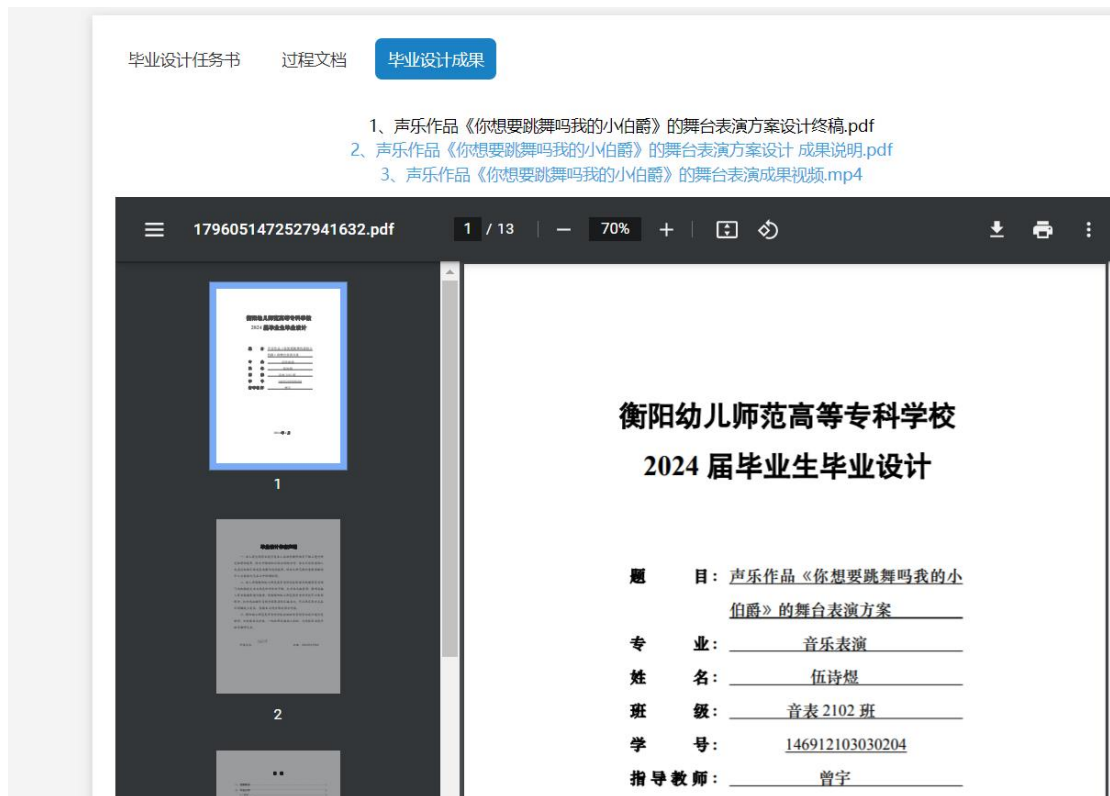 毕业设计任务书 过程文档 毕业设计成果
1、声乐作品《你想要跳舞吗我的小伯爵》的舞台表演方案设计终稿.pdf
2、声乐作品《你想要跳舞吗我的小伯爵》的舞台表演方案设计 成果说明.pdf
3、声乐作品《你想要跳舞吗我的小伯爵》的舞台表演成果视频.mp4
1796051472527941632.pdf 1 / 13 70%
1
2
衡阳幼儿师范高等专科学校
2024 届毕业生毕业设计
题 目：声乐作品《你想要跳舞吗我的小
伯爵》的舞台表演方案
专 业：音乐表演
姓 名：伍诗煜
班 级：音表 2102 班
学 号：146912103030204
指导教师：曾宇